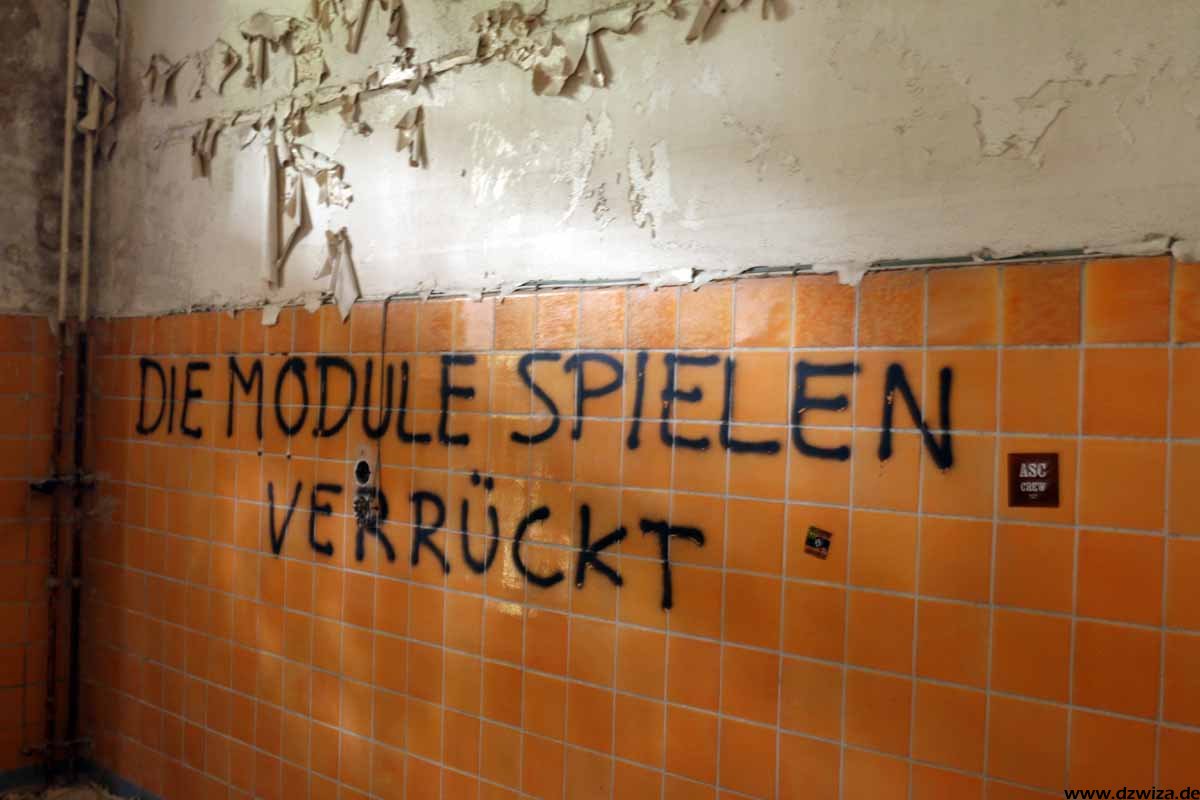 DIE MODULE SPIELEN
VERRÜCKT
ASC
CREW
www.dzwiza.de